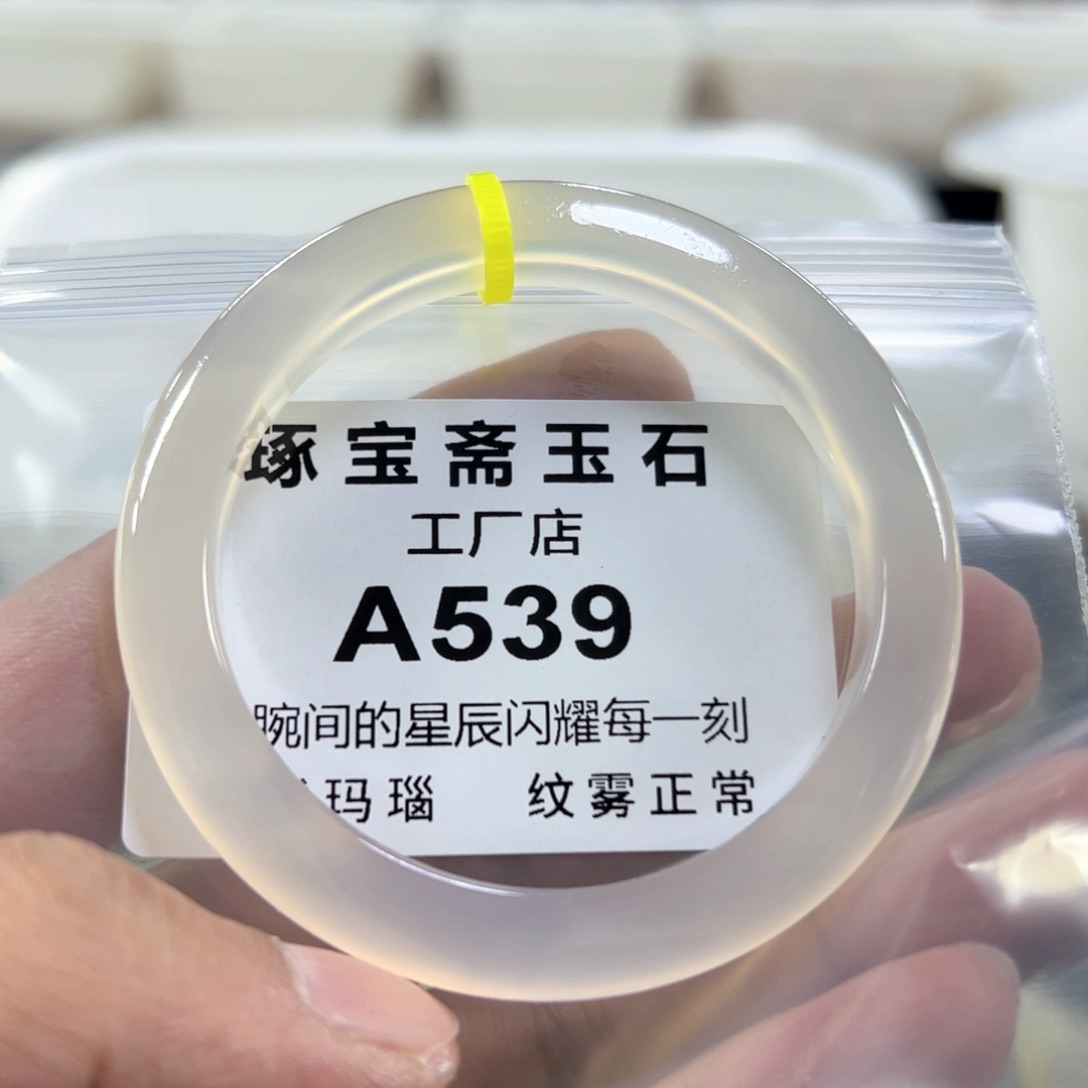 琢宝斋玉石
工厂店
A539
腕间的星辰闪耀每一刻
玛瑙 纹雾正常